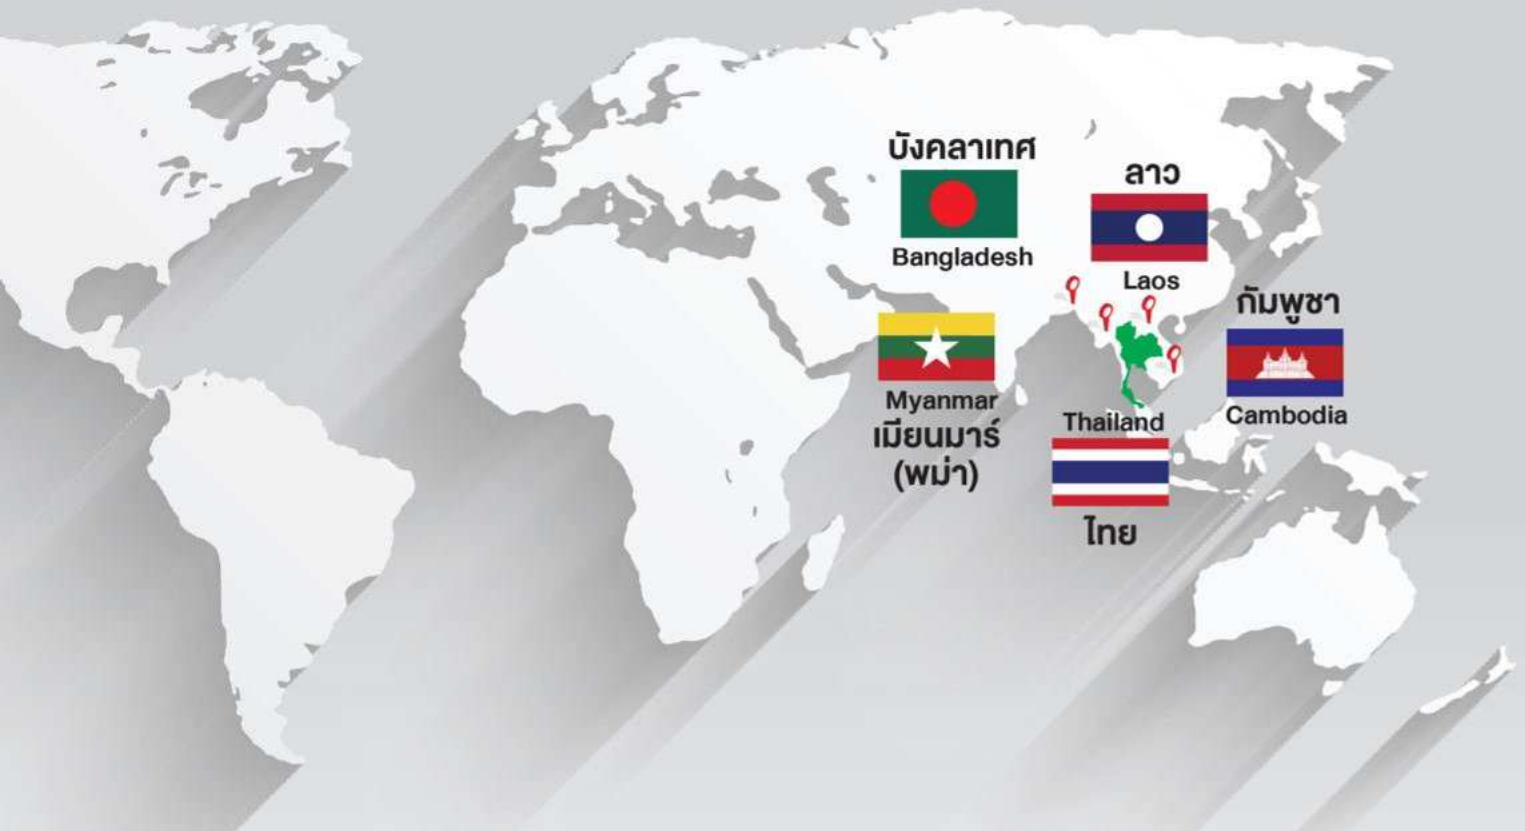 บังคลาเทศ
Bangladesh
ลาว
Laos
กัมพูชา
Cambodia
Myanmar
เมียนมาร์
(พม่า)
Thailand
ไทย